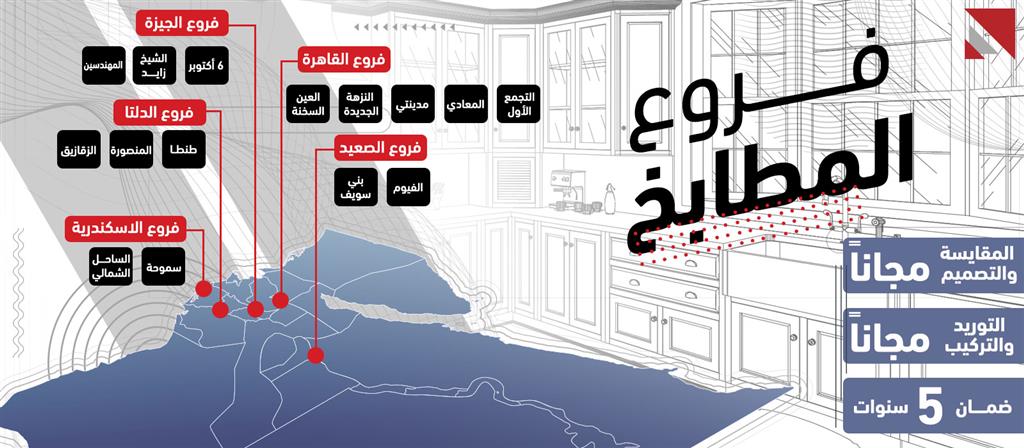 فروع
المطابخ
فروع الجيزة
6 أكتوبر
الشيخ
زايد
المهندسين
فروع القاهرة
التجمع
الأول
المعادي
مدينتي
النزهة
الجديدة
العين
السخنة
فروع الدلتا
طنطا
المنصورة
الزقازيق
فروع الصعيد
الفيوم
بني
سويف
فروع الاسكندرية
سموحة
الساحل
الشمالي
المقايسة
والتصميم
مجاناً
التوريد
والتركيب
مجاناً
ضمان 5 سنوات